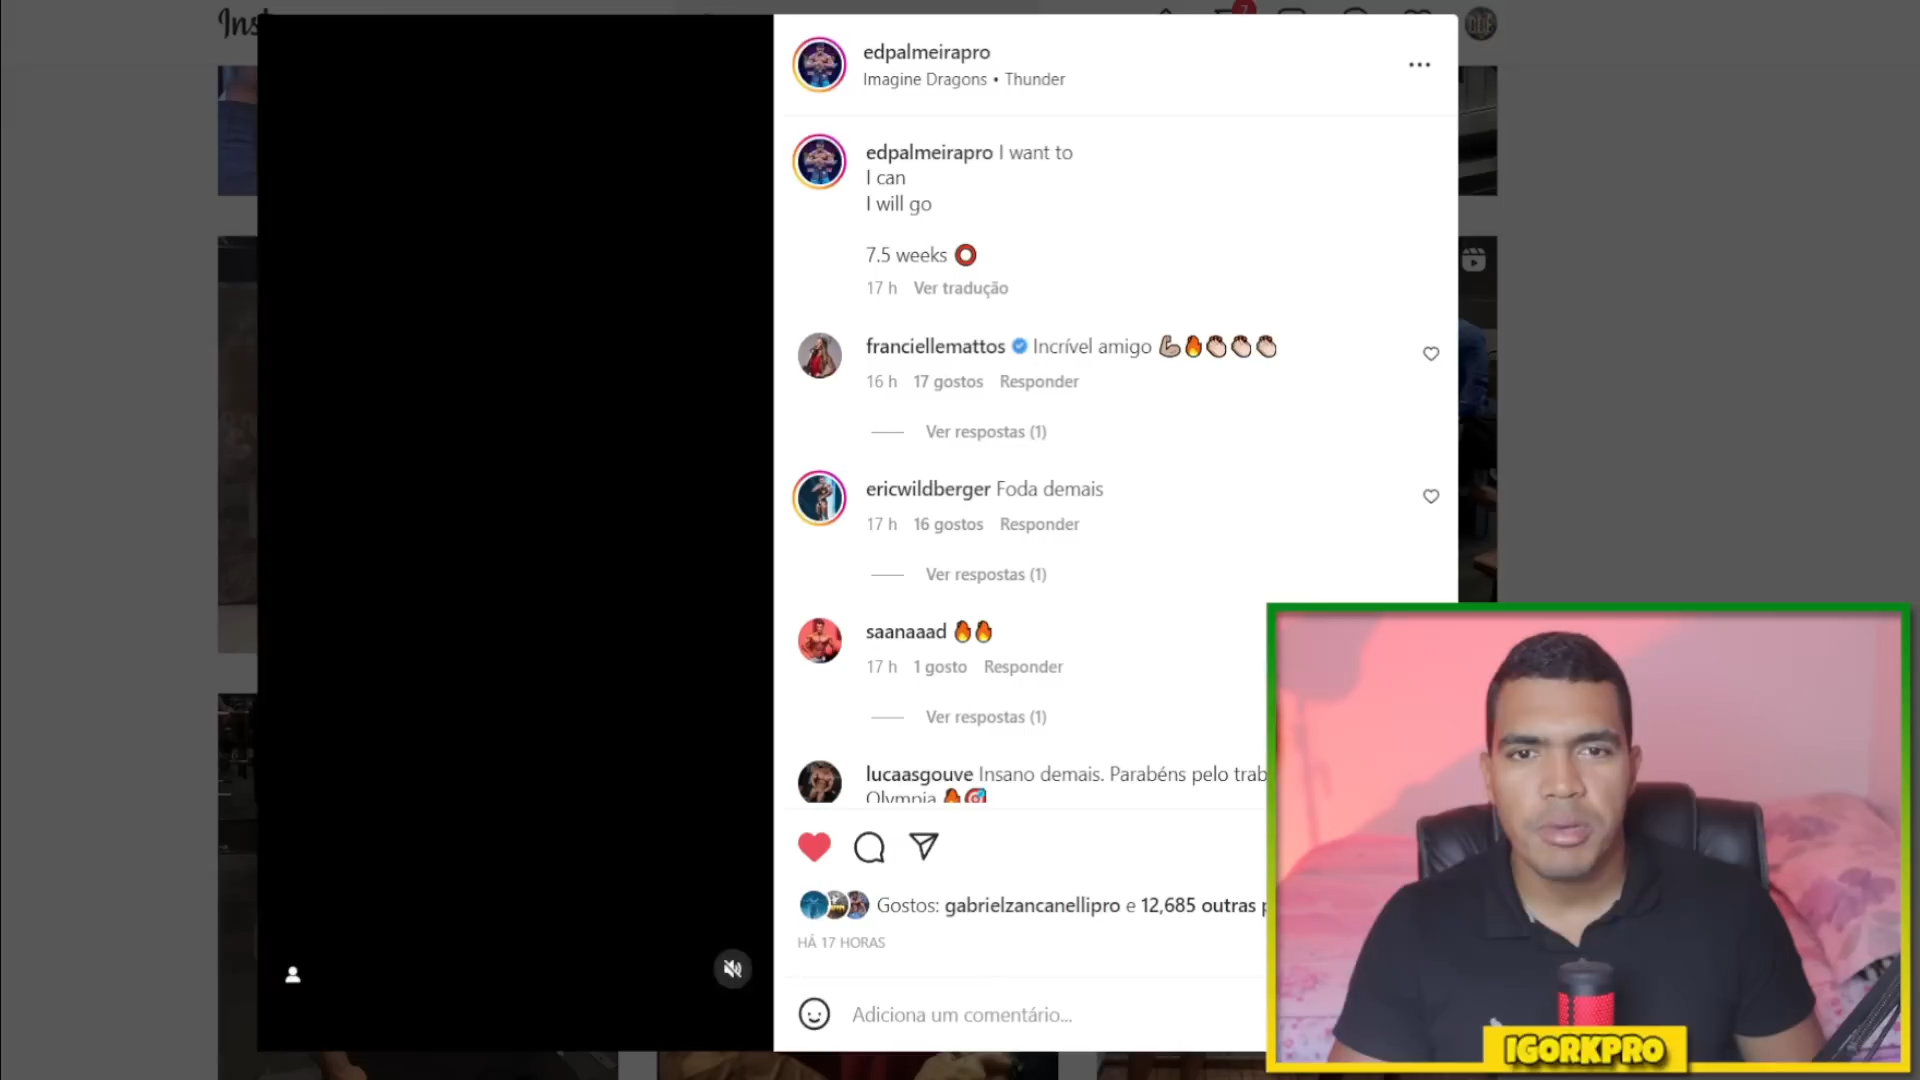 7
edpalmeirapro
Imagine Dragons • Thunder
edpalmeirapro I want to
I can
I will go
7.5 weeks ⭕
17 h Ver tradução
franciellemattos Incrível amigo 💪🔥👏👏👏
16 h 17 gostos Responder
Ver respostas (1)
ericwildberger Foda demais
17 h 16 gostos Responder
Ver respostas (1)
saanaaad 🔥🔥
17 h 1 gosto Responder
Ver respostas (1)
lucaasgouve Insano demais. Parabéns pelo trab
Olympia 🔥🎯
Gostos: gabrielzancanellipro e 12,685 outras p
HÁ 17 HORAS
Adiciona um comentário...
IGORKPRO